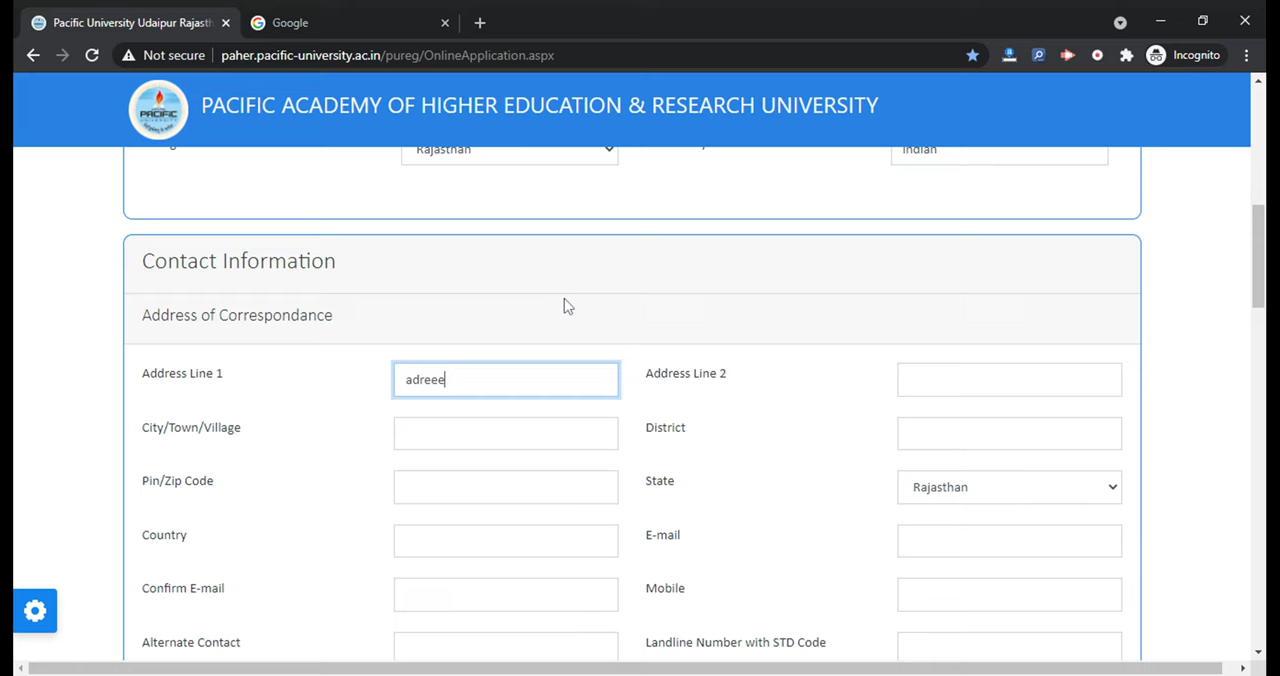 Pacific University Udaipur Rajasth
Google
Not secure
paher.pacific-university.ac.in/pureg/OnlineApplication.aspx
Incognito
PACIFIC
PACIFIC ACADEMY OF HIGHER EDUCATION & RESEARCH UNIVERSITY
Rajasthan
Indian
Contact Information
Address of Correspondance
Address Line 1
adreee
Address Line 2
City/Town/Village
District
Pin/Zip Code
State
Rajasthan
Country
E-mail
Confirm E-mail
Mobile
Alternate Contact
Landline Number with STD Code